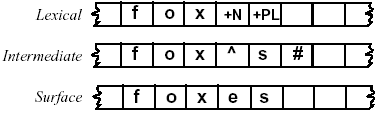 Lexical f o x +N +PL
Intermediate f o x ^ s #
Surface f o x e s